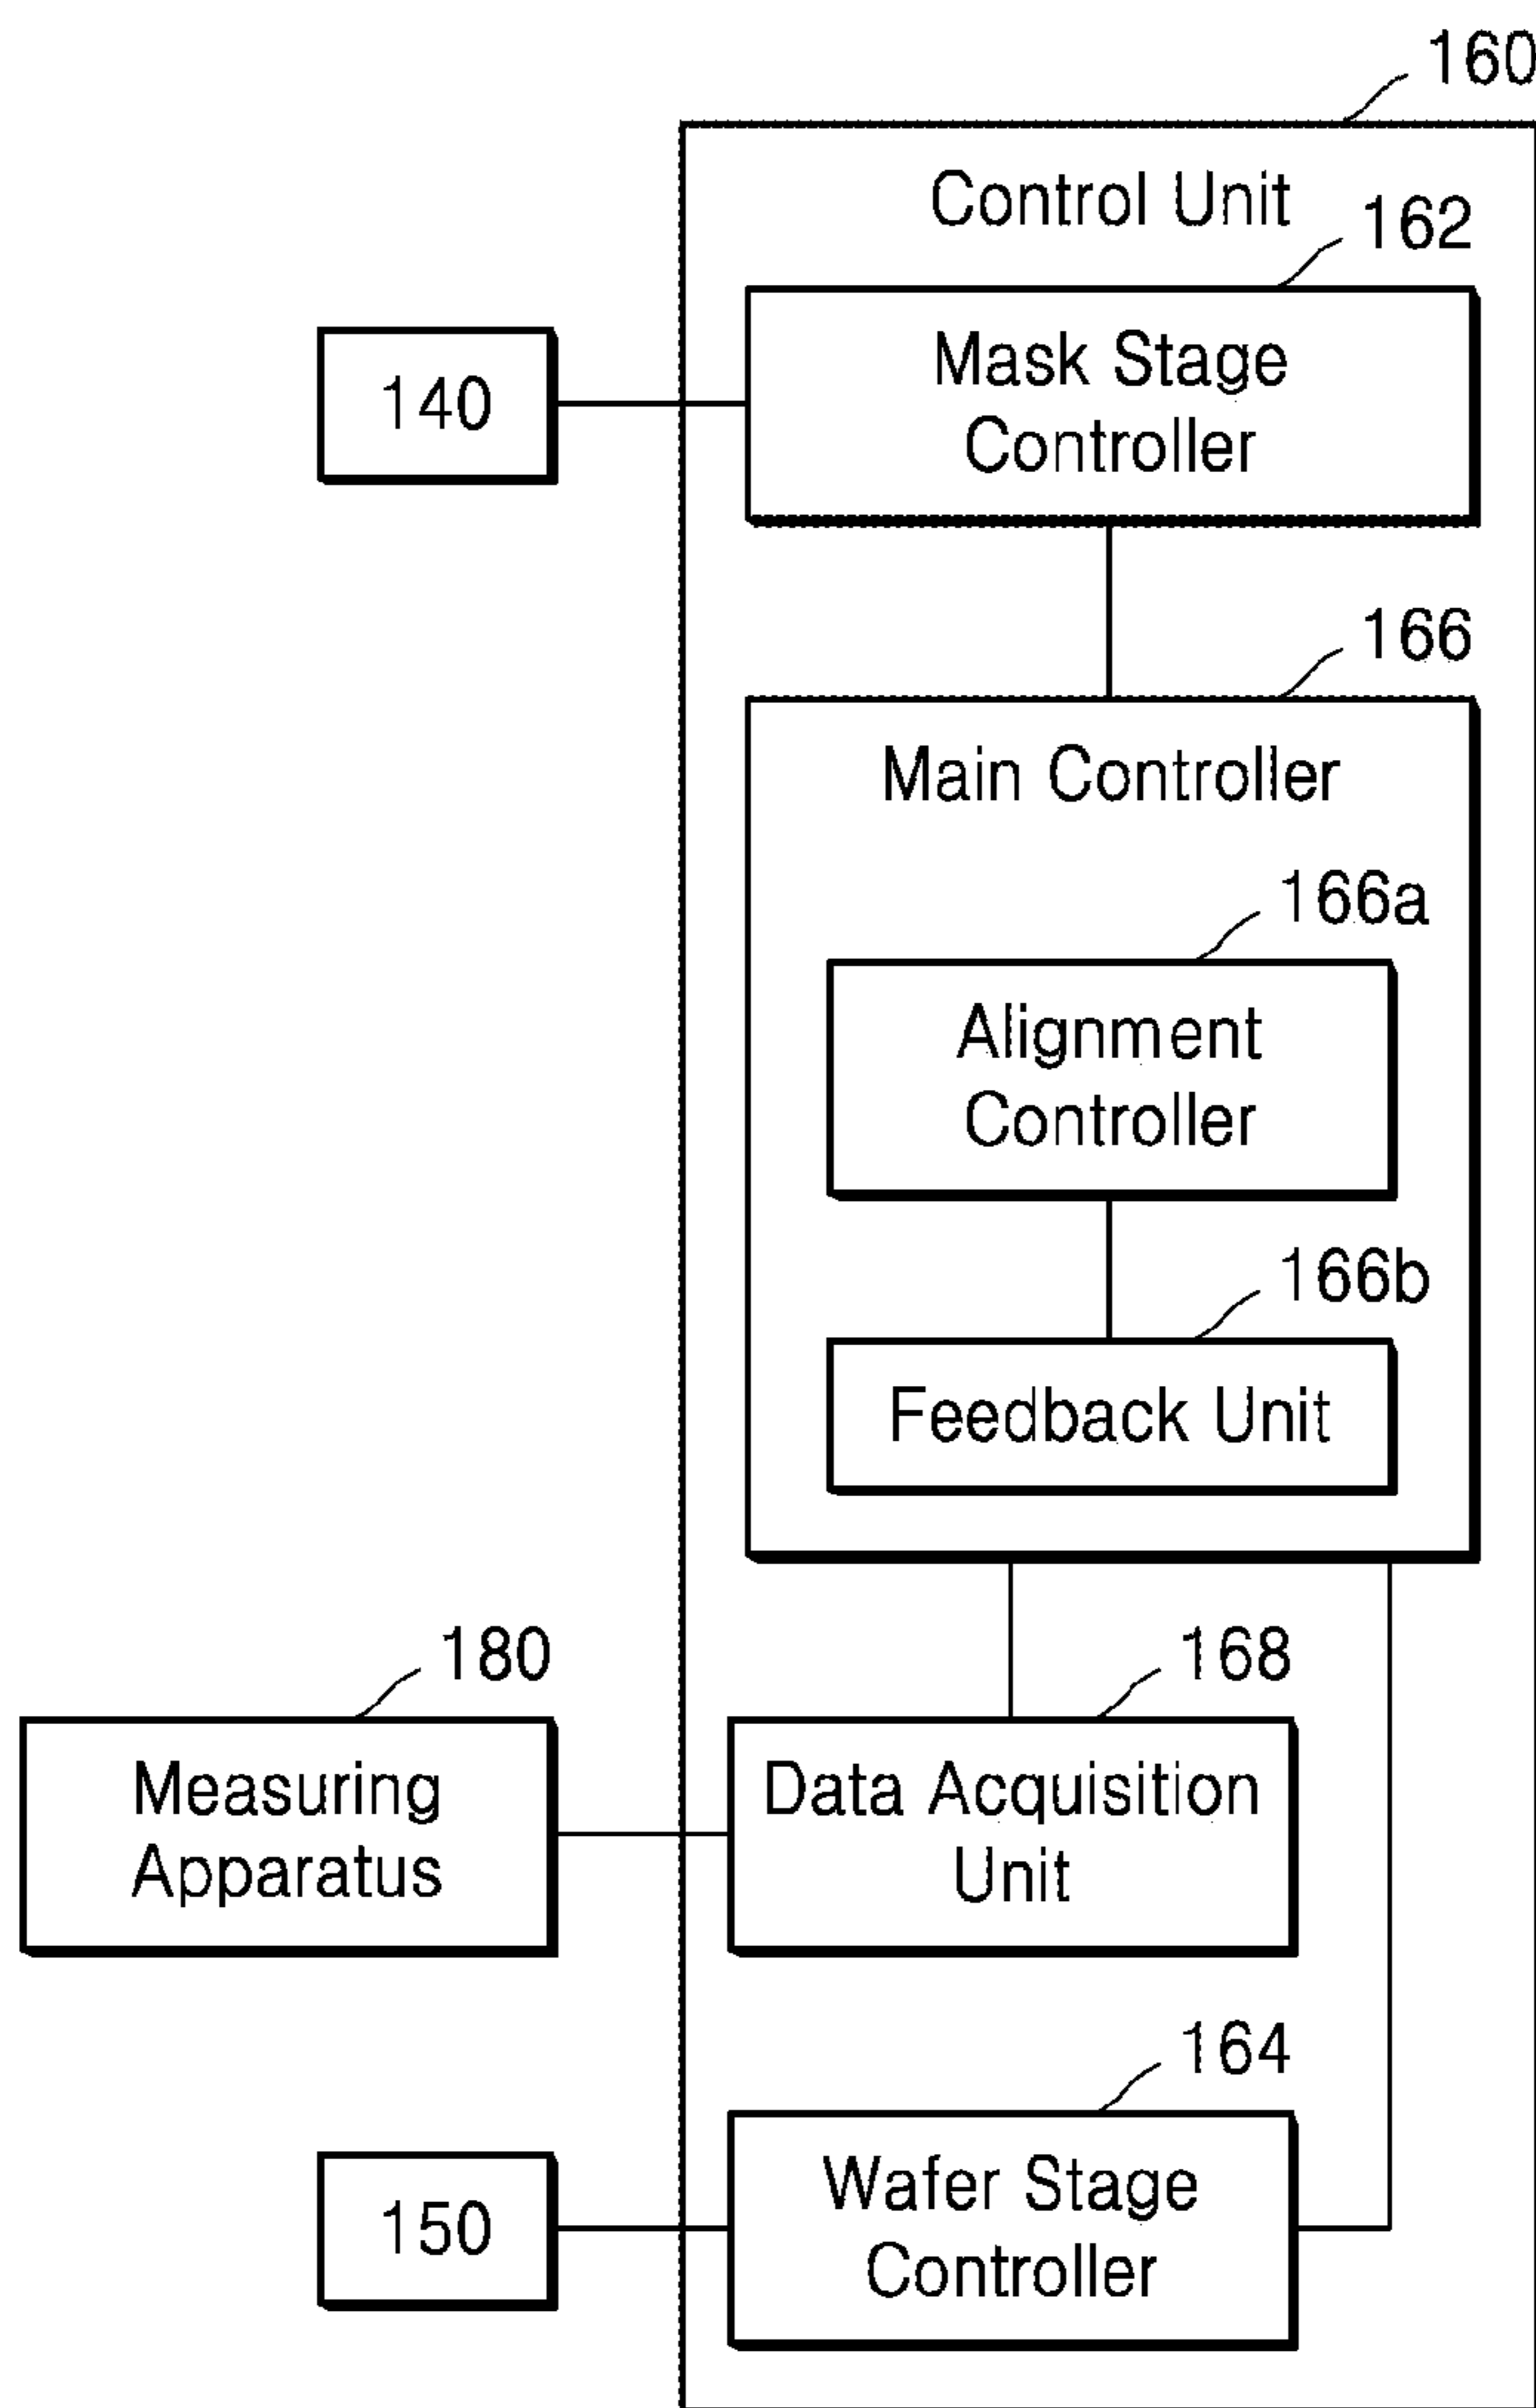 160
Control Unit
162
Mask Stage
Controller
140
166
Main Controller
166a
Alignment
Controller
166b
Feedback Unit
180
Measuring
Apparatus
168
Data Acquisition
Unit
164
Wafer Stage
Controller
150